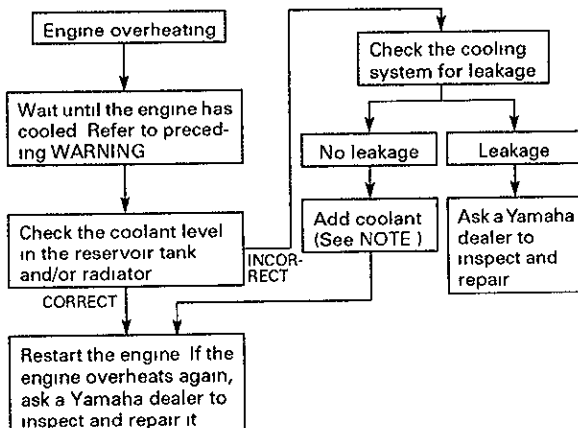 Engine overheating
Wait until the engine has
cooled Refer to preced-
ing WARNING
Check the coolant level
in the reservoir tank
and/or radiator
INCOR-
RECT
CORRECT
Check the cooling
system for leakage
No leakage
Leakage
Add coolant
(See NOTE )
Ask a Yamaha
dealer to
inspect and
repair
Restart the engine If the
engine overheats again,
ask a Yamaha dealer to
inspect and repair it